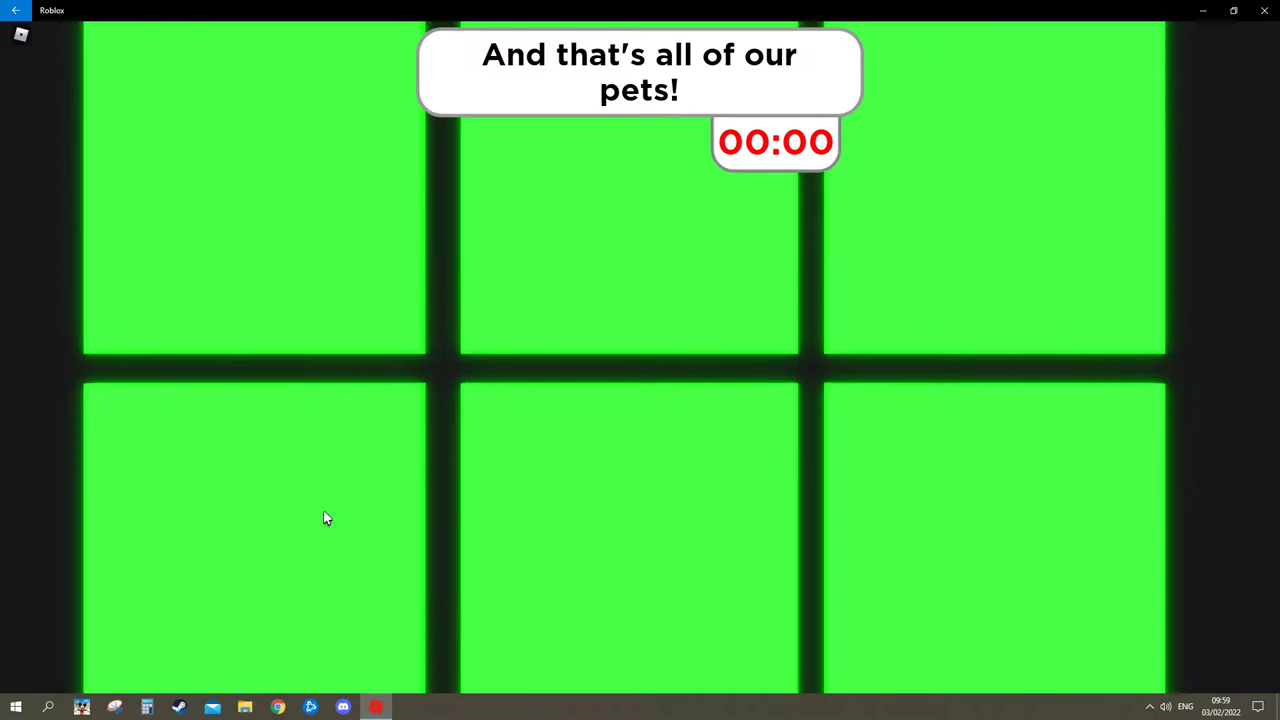 Roblox
And that's all of our
pets!
00:00
ENG
09:59
03/02/2022